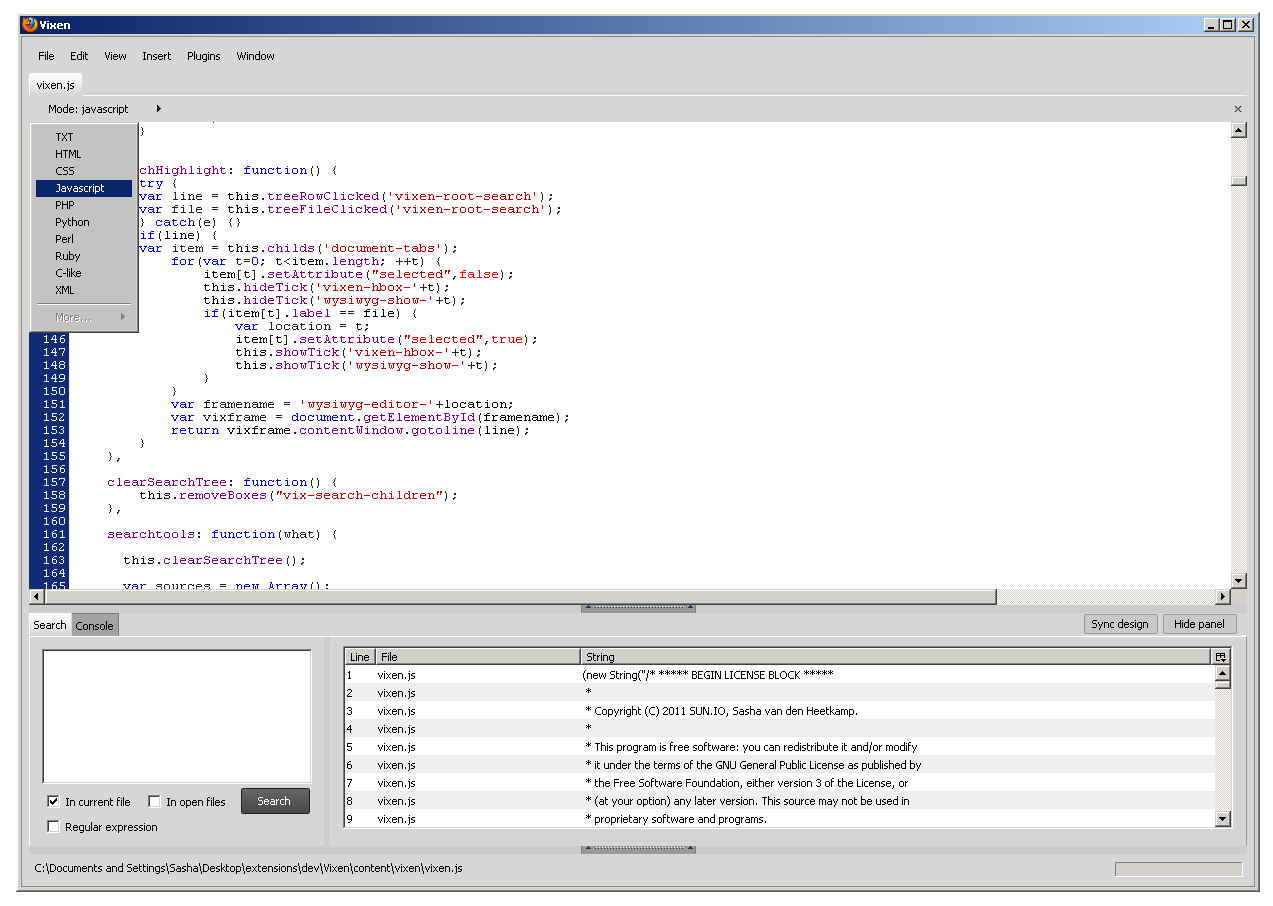 Vixen
File Edit View Insert Plugins Window
vixen.js
Mode: javascript
TXT
HTML
CSS
Javascript
PHP
Python
Perl
Ruby
C-like
XML
More...
}
chHighlight: function() {
try {
var line = this.treeRowClicked('vixen-root-search');
var file = this.treeFileClicked('vixen-root-search');
} catch(e) {}
if(line) {
var item = this.childs('document-tabs');
for(var t=0; t<item.length; ++t) {
item[t].setAttribute("selected",false);
this.hideTick('vixen-hbox-'+t);
this.hideTick('wysiwyg-show-'+t);
if(item[t].label == file) {
var location = t;
146 item[t].setAttribute("selected",true);
147 this.showTick('vixen-hbox-'+t);
148 this.showTick('wysiwyg-show-'+t);
149 }
150 }
151 var framename = 'wysiwyg-editor-'+location;
152 var vixframe = document.getElementById(framename);
153 return vixframe.contentWindow.gotoline(line);
154 }
155 },
156
157 clearSearchTree: function() {
158 this.removeBoxes("vix-search-children");
159 },
160
161 searchtools: function(what) {
162
163 this.clearSearchTree();
164
165 var sources = new Array();
Search Console Sync design Hide panel
Line File String
1 vixen.js (new String("/* ***** BEGIN LICENSE BLOCK *****
2 vixen.js *
3 vixen.js * Copyright (C) 2011 SUN.IO, Sasha van den Heetkamp.
4 vixen.js *
5 vixen.js * This program is free software: you can redistribute it and/or modify
6 vixen.js * it under the terms of the GNU General Public License as published by
7 vixen.js * the Free Software Foundation, either version 3 of the License, or
8 vixen.js * (at your option) any later version. This source may not be used in
9 vixen.js * proprietary software and programs.
In current file In open files Search
Regular expression
C:\Documents and Settings\Sasha\Desktop\extensions\dev\Vixen\content\vixen\vixen.js